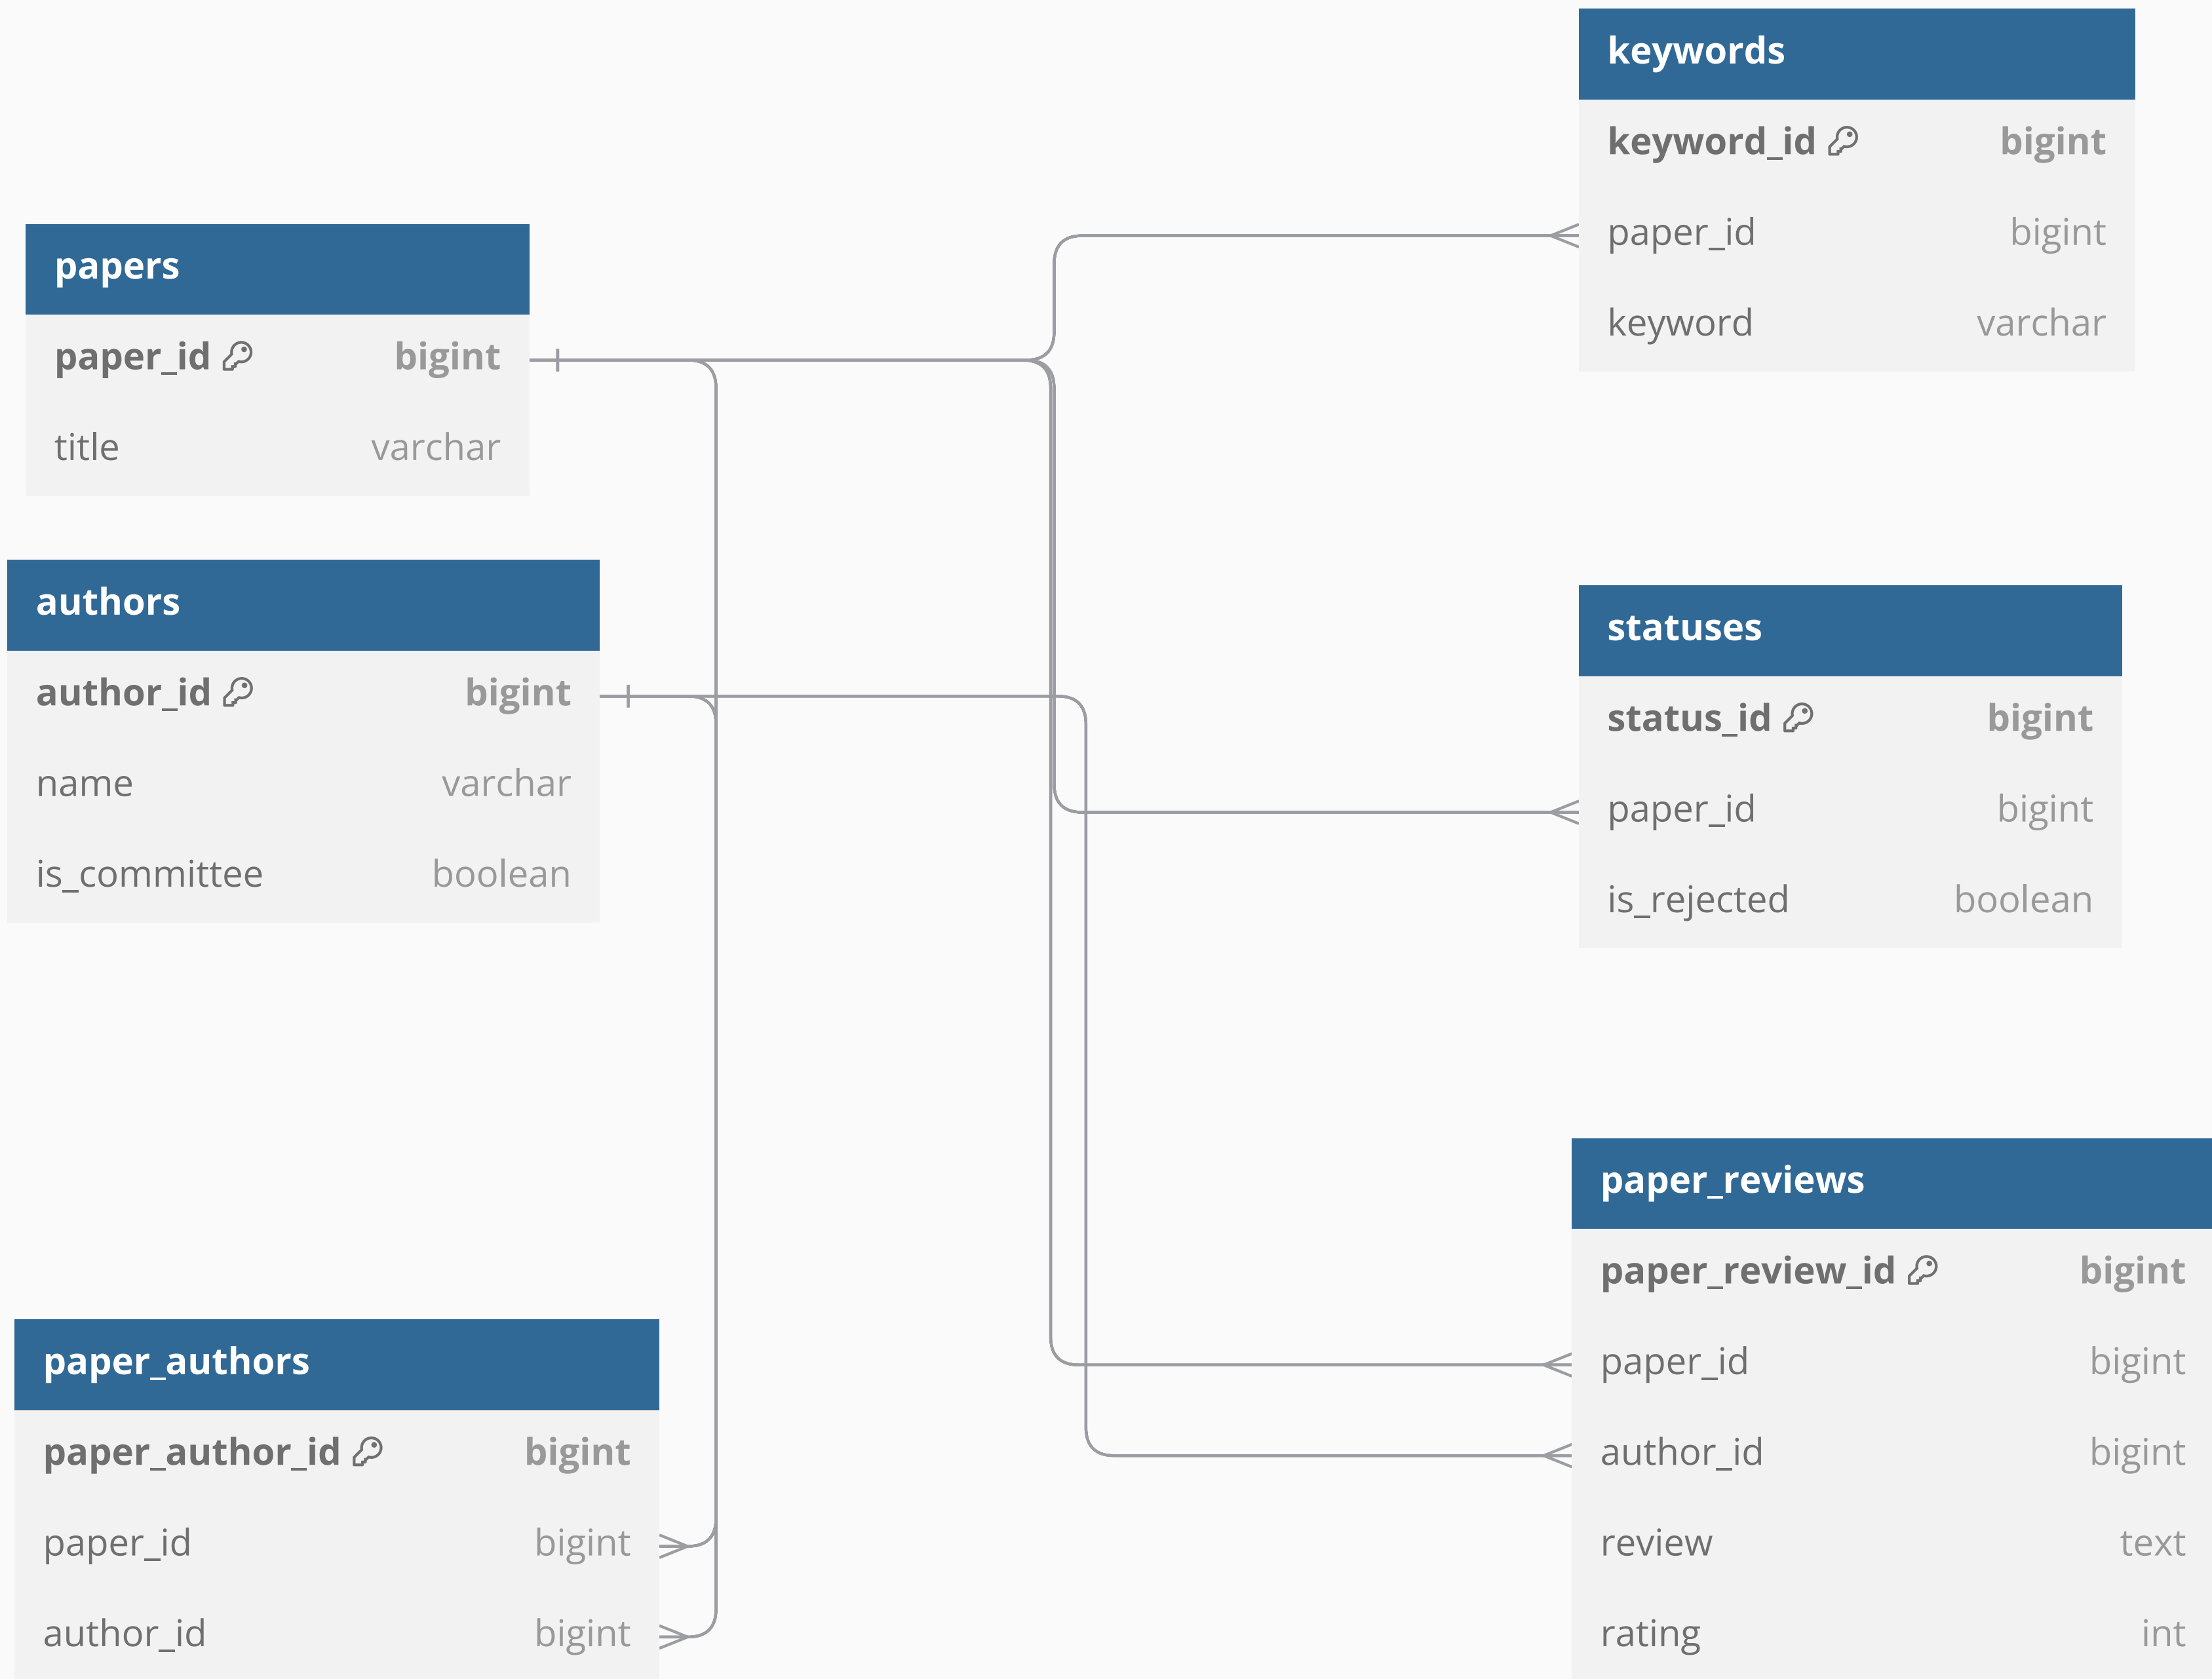 papers
paper_id bigint
title varchar
authors
author_id bigint
name varchar
is_committee boolean
paper_authors
paper_author_id bigint
paper_id bigint
author_id bigint
keywords
keyword_id bigint
paper_id bigint
keyword varchar
statuses
status_id bigint
paper_id bigint
is_rejected boolean
paper_reviews
paper_review_id bigint
paper_id bigint
author_id bigint
review text
rating int